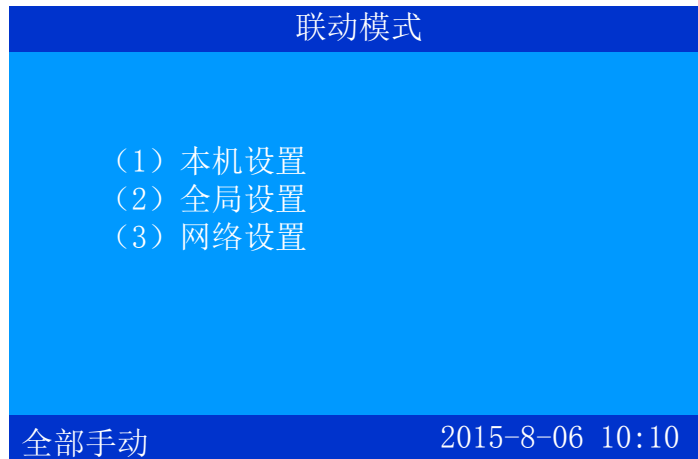 联动模式
（1）本机设置
（2）全局设置
（3）网络设置
全部手动 2015-8-06 10:10